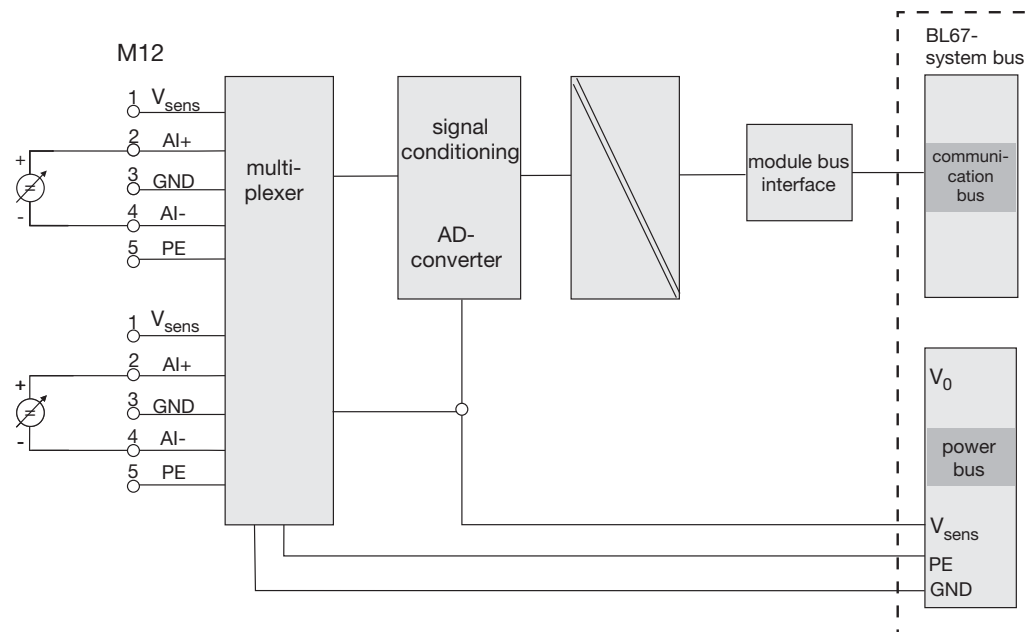 M12
BL67-
system bus
1 Vsens
2 AI+
3 GND
4 AI-
5 PE
+
=
-
multi-
plexer
signal
conditioning
AD-
converter
module bus
interface
communi-
cation
bus
1 Vsens
2 AI+
3 GND
4 AI-
5 PE
+
=
-
V0
power
bus
Vsens
PE
GND